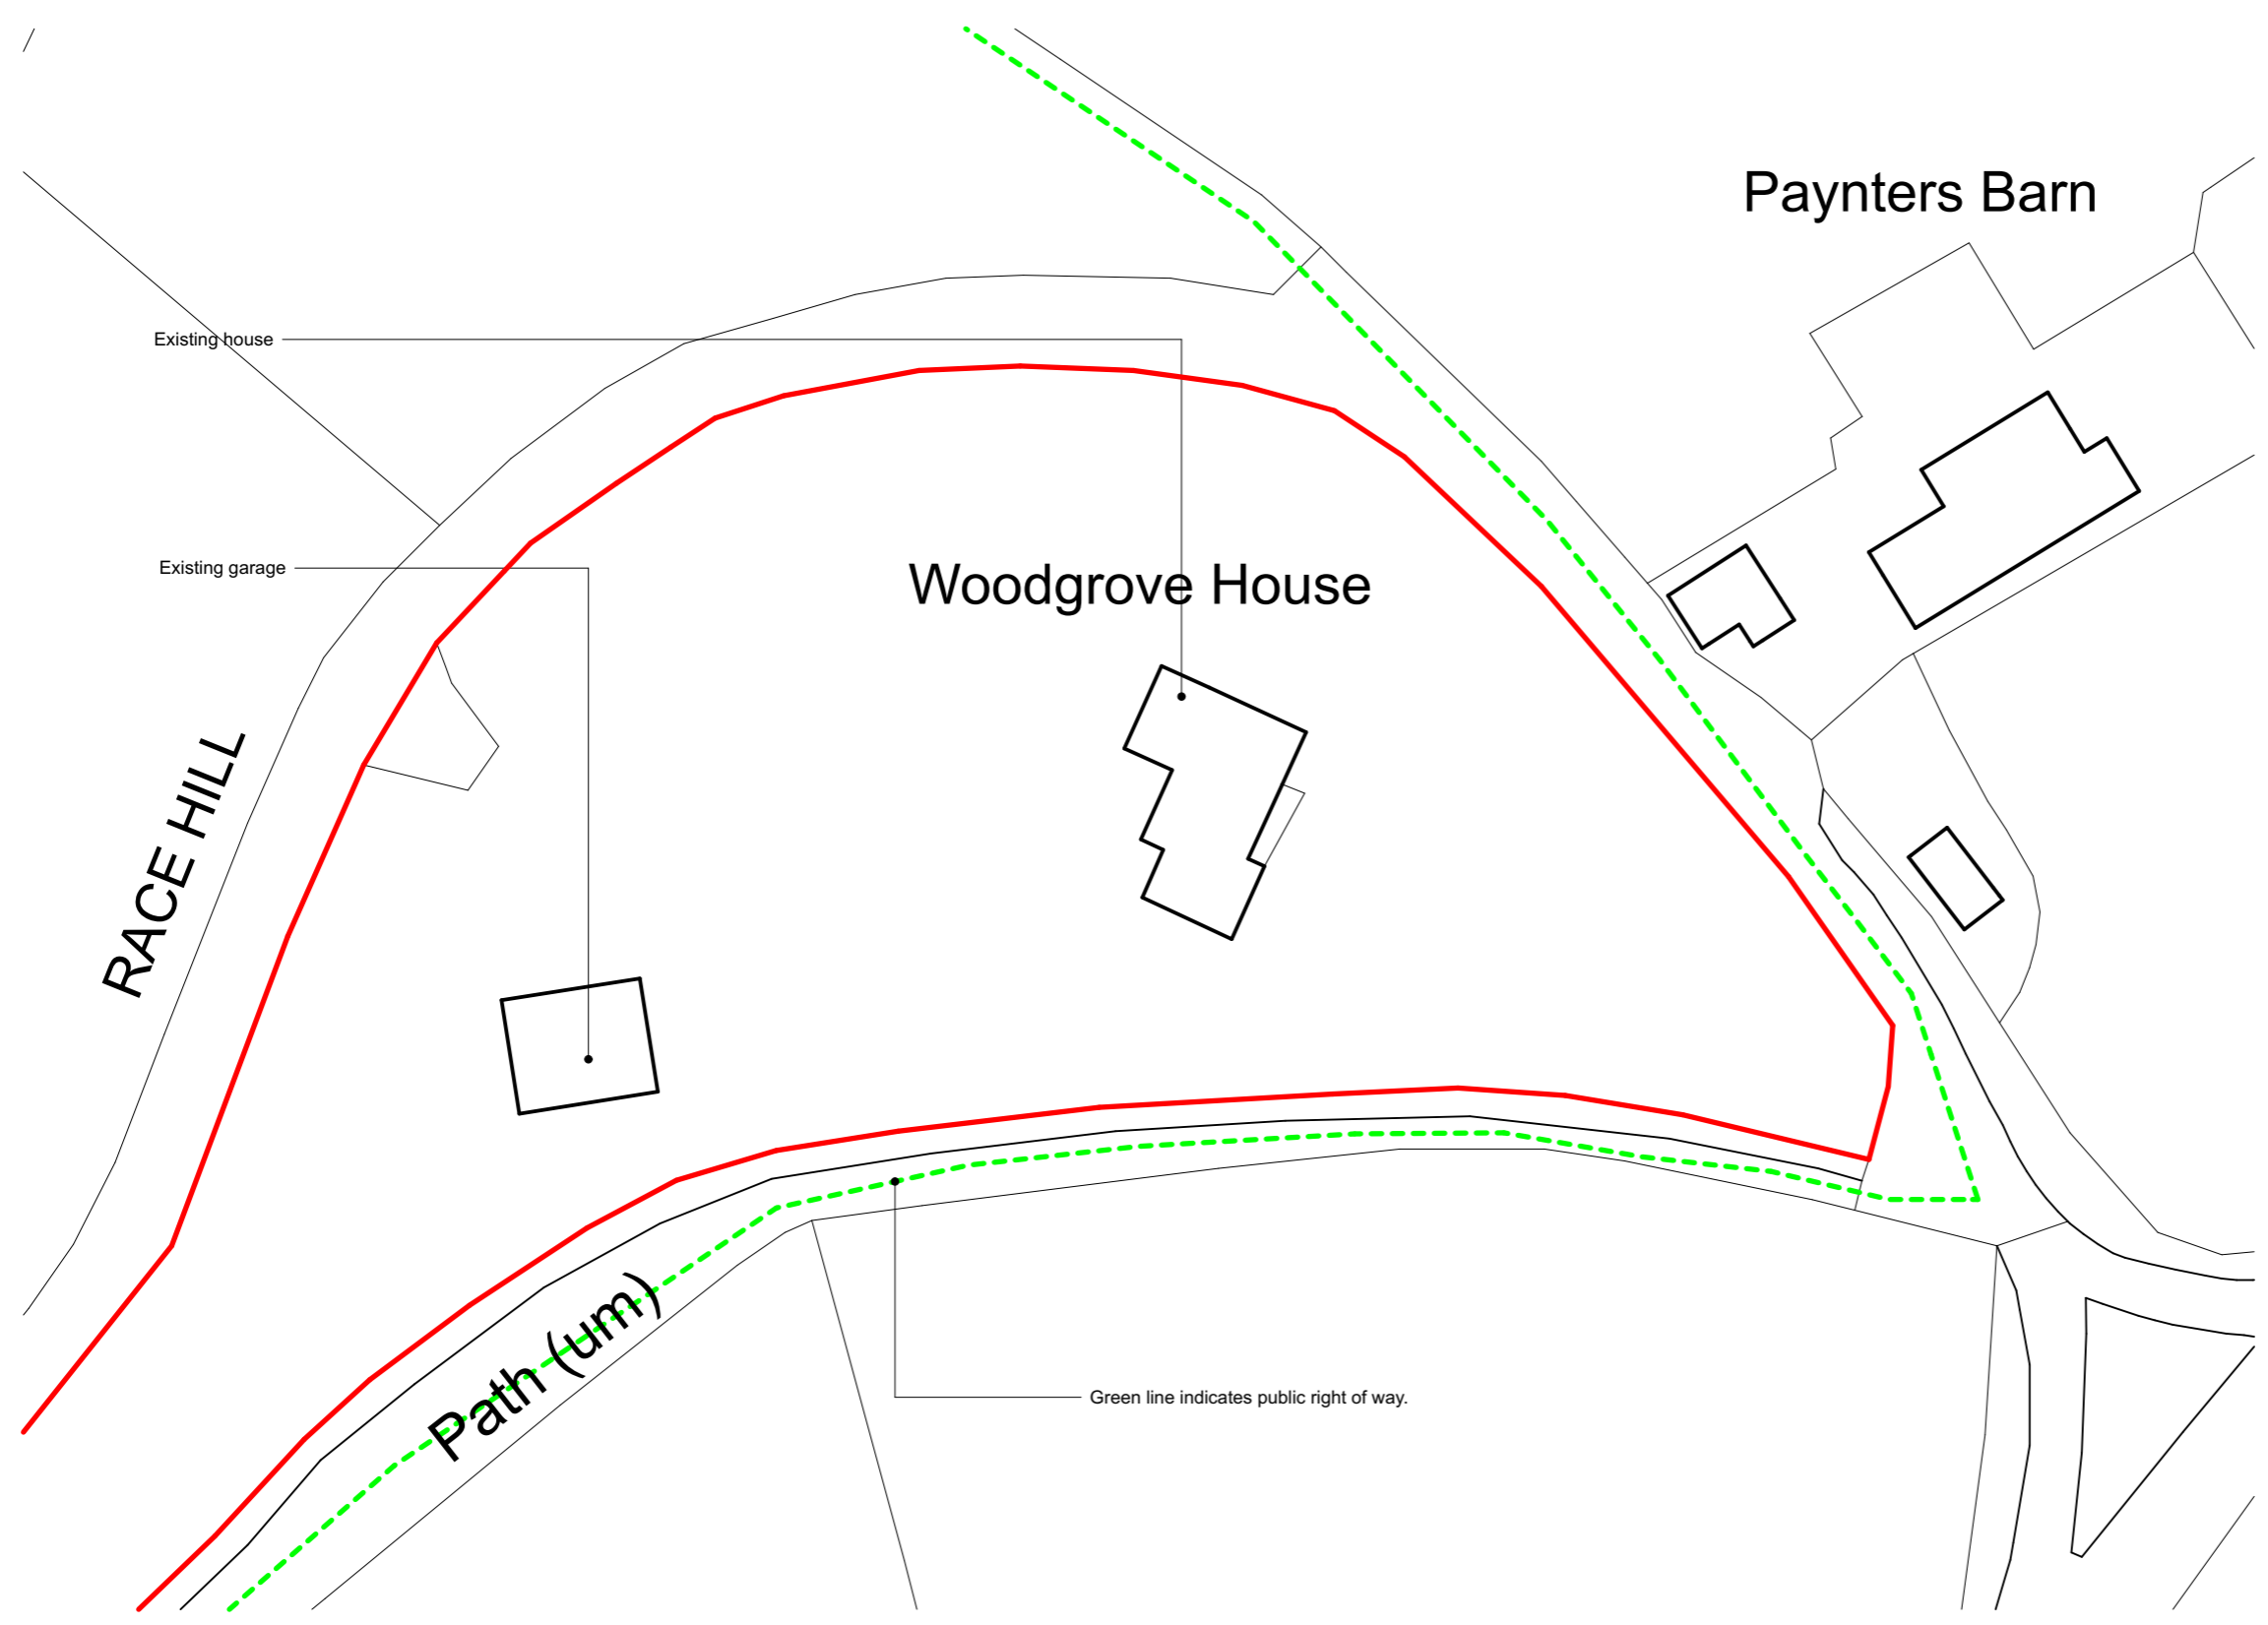 Paynters Barn
Existing house
Existing garage
Woodgrove House
RACE HILL
Path (um)
Green line indicates public right of way.